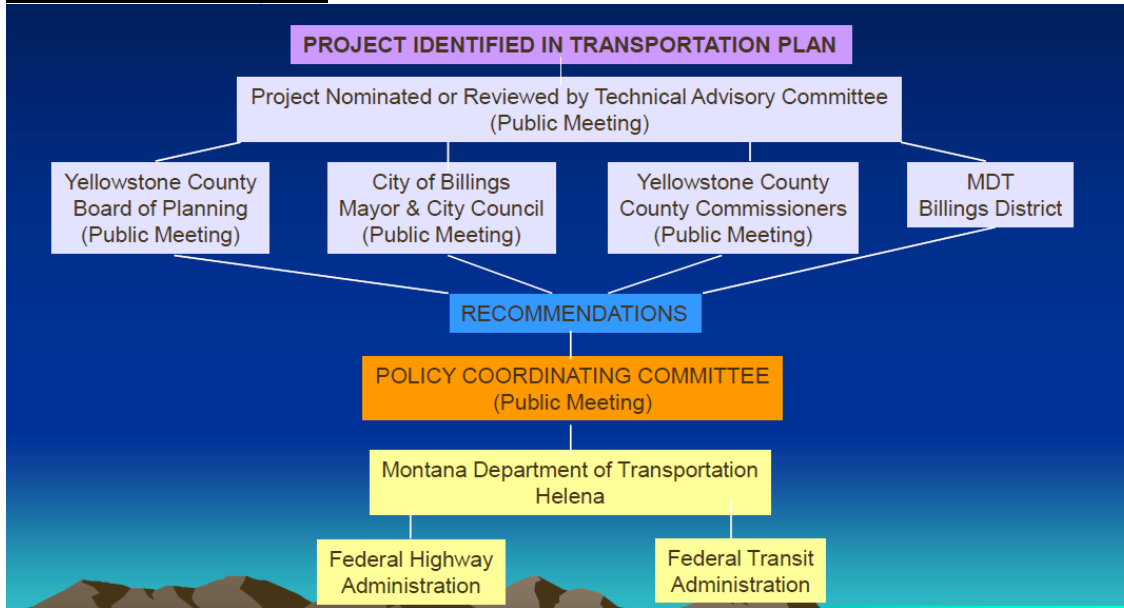 PROJECT IDENTIFIED IN TRANSPORTATION PLAN
Project Nominated or Reviewed by Technical Advisory Committee
(Public Meeting)
Yellowstone County
Board of Planning
(Public Meeting)
City of Billings
Mayor & City Council
(Public Meeting)
Yellowstone County
County Commissioners
(Public Meeting)
MDT
Billings District
RECOMMENDATIONS
POLICY COORDINATING COMMITTEE
(Public Meeting)
Montana Department of Transportation
Helena
Federal Highway
Administration
Federal Transit
Administration